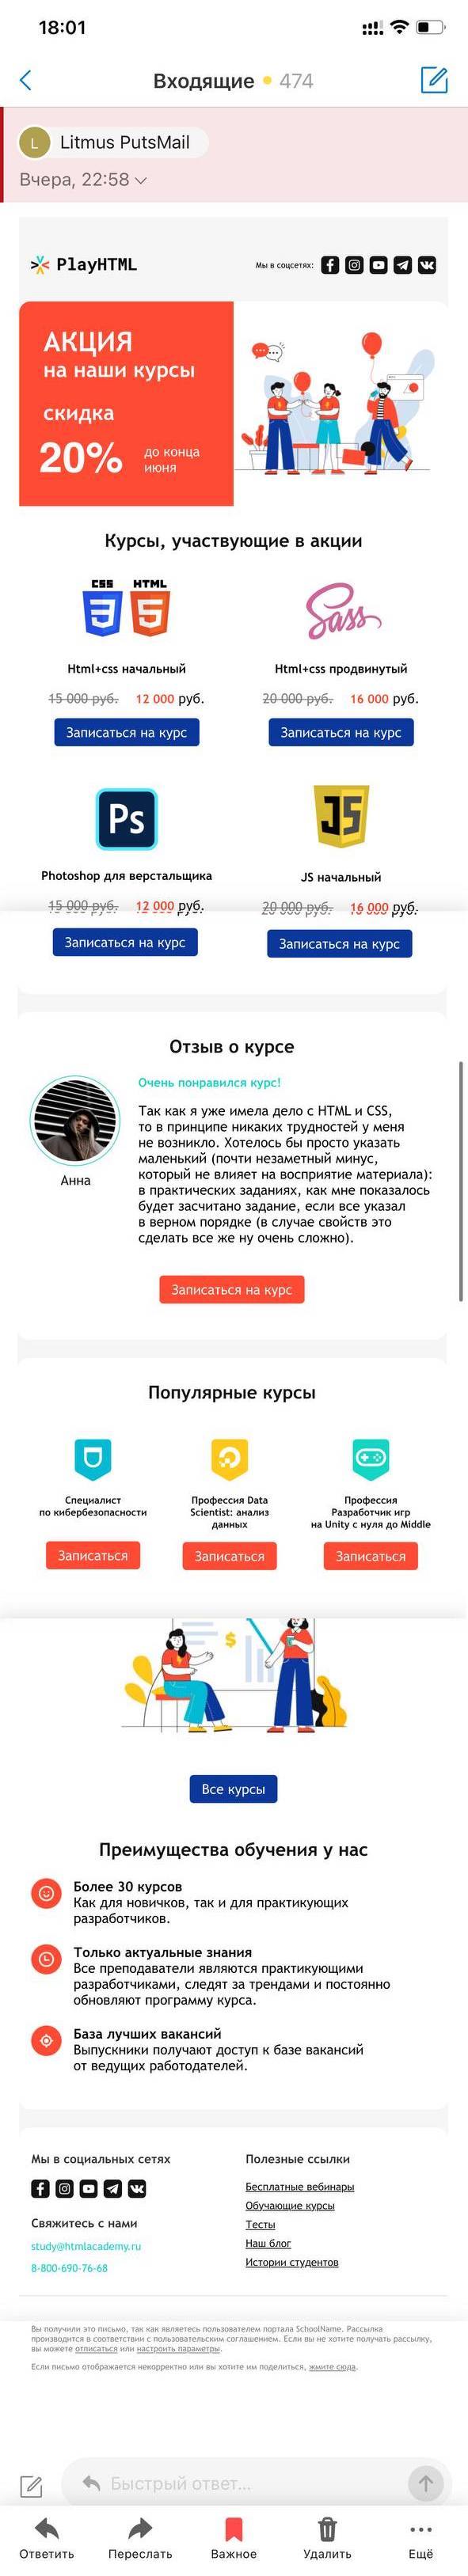 18:01
Входящие 474
L Litmus PutsMail
Вчера, 22:58
PlayHTML
Мы в соцсетях:
АКЦИЯ
на наши курсы
скидка
20% до конца
июня
Курсы, участвующие в акции
CSS HTML
Sass
Html+css начальный
Html+css продвинутый
15 000 руб. 12 000 руб.
20 000 руб. 16 000 руб.
Записаться на курс
Записаться на курс
Ps
JS
Photoshop для верстальщика
JS начальный
15 000 руб. 12 000 руб.
20 000 руб. 16 000 руб.
Записаться на курс
Записаться на курс
Отзыв о курсе
Очень понравился курс!
Так как я уже имела дело с HTML и CSS,
то в принципе никаких трудностей у меня
не возникло. Хотелось бы просто указать
маленький (почти незаметный минус,
который не влияет на восприятие материала):
в практических заданиях, как мне показалось
будет засчитано задание, если все указал
в верном порядке (в случае свойств это
сделать все же ну очень сложно).
Анна
Записаться на курс
Популярные курсы
Специалист
по кибербезопасности
Профессия Data
Scientist: анализ
данных
Профессия
Разработчик игр
на Unity с нуля до Middle
Записаться
Записаться
Записаться
$
Все курсы
Преимущества обучения у нас
Более 30 курсов
Как для новичков, так и для практикующих
разработчиков.
Только актуальные знания
Все преподаватели являются практикующими
разработчиками, следят за трендами и постоянно
обновляют программу курса.
База лучших вакансий
Выпускники получают доступ к базе вакансий
от ведущих работодателей.
Мы в социальных сетях
Свяжитесь с нами
study@htmlacademy.ru
8-800-690-76-68
Полезные ссылки
Бесплатные вебинары
Обучающие курсы
Тесты
Наш блог
Истории студентов
Вы получили это письмо, так как являетесь пользователем портала SchoolName. Рассылка
производится в соответствии с пользовательским соглашением. Если вы не хотите получать рассылку,
вы можете отписаться или настроить параметры.
Если письмо отображается некорректно или вы хотите им поделиться, жмите сюда.
Быстрый ответ...
Ответить Переслать Важное Удалить Ещё